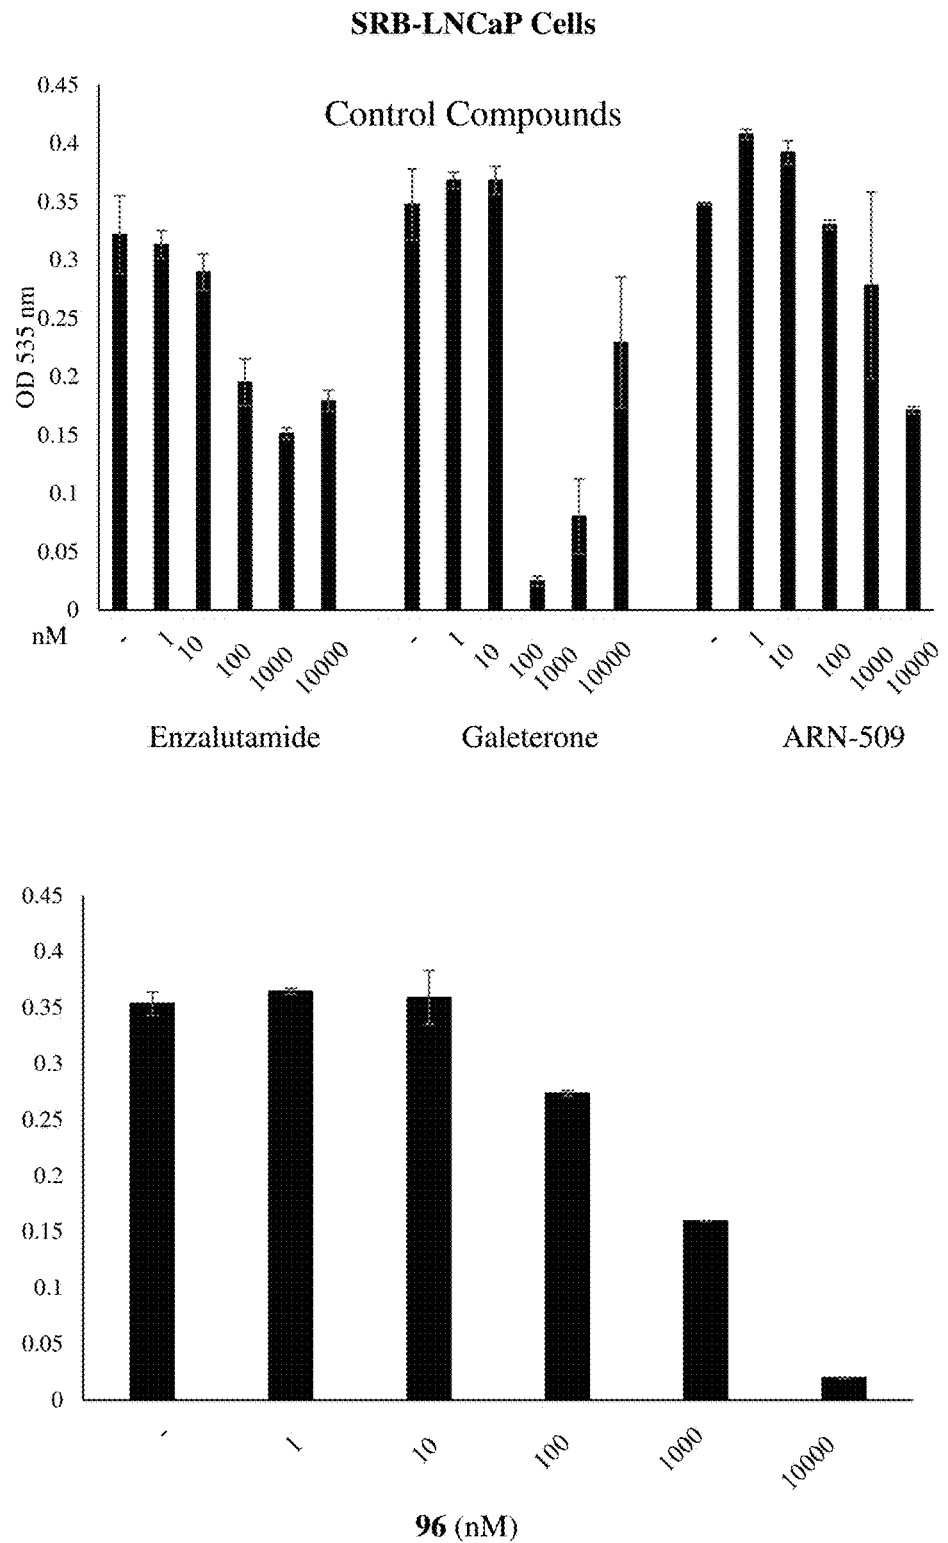 SRB-LNCaP Cells
Control Compounds
OD 535 nm
0.45
0.4
0.35
0.3
0.25
0.2
0.15
0.1
0.05
0
nM
- 1 10 100 1000 10000
- 1 10 100 1000 10000
- 1 10 100 1000 10000
Enzalutamide Galeterone ARN-509
0.45
0.4
0.35
0.3
0.25
0.2
0.15
0.1
0.05
0
- 1 10 100 1000 10000
96 (nM)